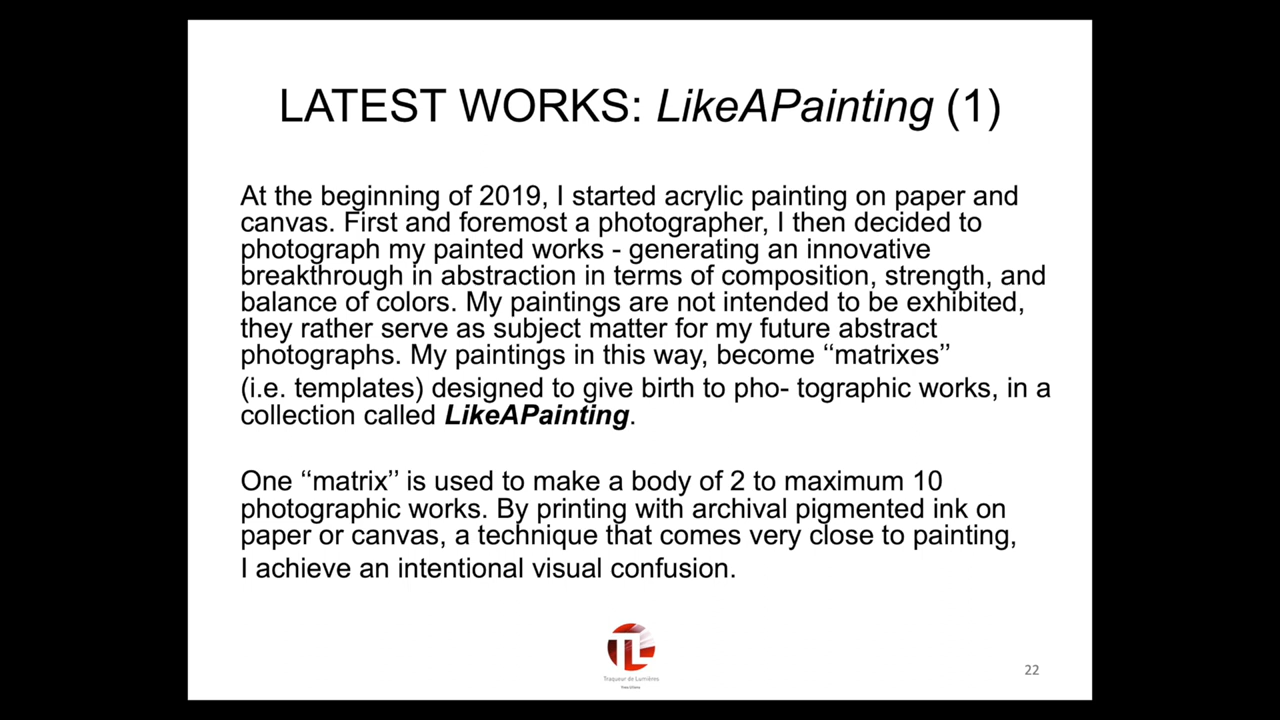 LATEST WORKS: LikeAPainting (1)
At the beginning of 2019, I started acrylic painting on paper and
canvas. First and foremost a photographer, I then decided to
photograph my painted works - generating an innovative
breakthrough in abstraction in terms of composition, strength, and
balance of colors. My paintings are not intended to be exhibited,
they rather serve as subject matter for my future abstract
photographs. My paintings in this way, become ‘‘matrixes’’
(i.e. templates) designed to give birth to pho- tographic works, in a
collection called LikeAPainting.
One ‘‘matrix’’ is used to make a body of 2 to maximum 10
photographic works. By printing with archival pigmented ink on
paper or canvas, a technique that comes very close to painting,
I achieve an intentional visual confusion.
TL
Traqueur de Lumières
22